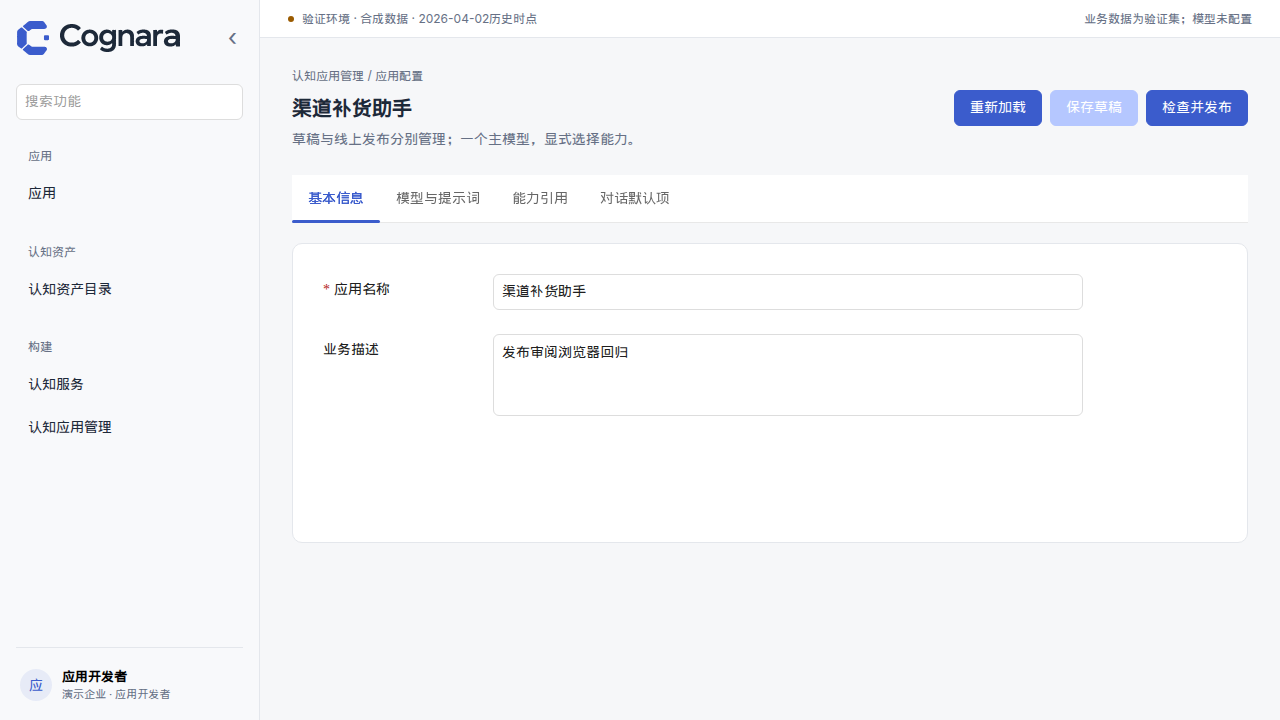 Cognara
搜索功能
应用
应用
认知资产
认知资产目录
构建
认知服务
认知应用管理
应
应用开发者
演示企业 · 应用开发者
验证环境 · 合成数据 · 2026-04-02历史时点
业务数据为验证集；模型未配置
认知应用管理 / 应用配置
渠道补货助手
草稿与线上发布分别管理；一个主模型，显式选择能力。
重新加载
保存草稿
检查并发布
基本信息
模型与提示词
能力引用
对话默认项
* 应用名称
渠道补货助手
业务描述
发布审阅浏览器回归